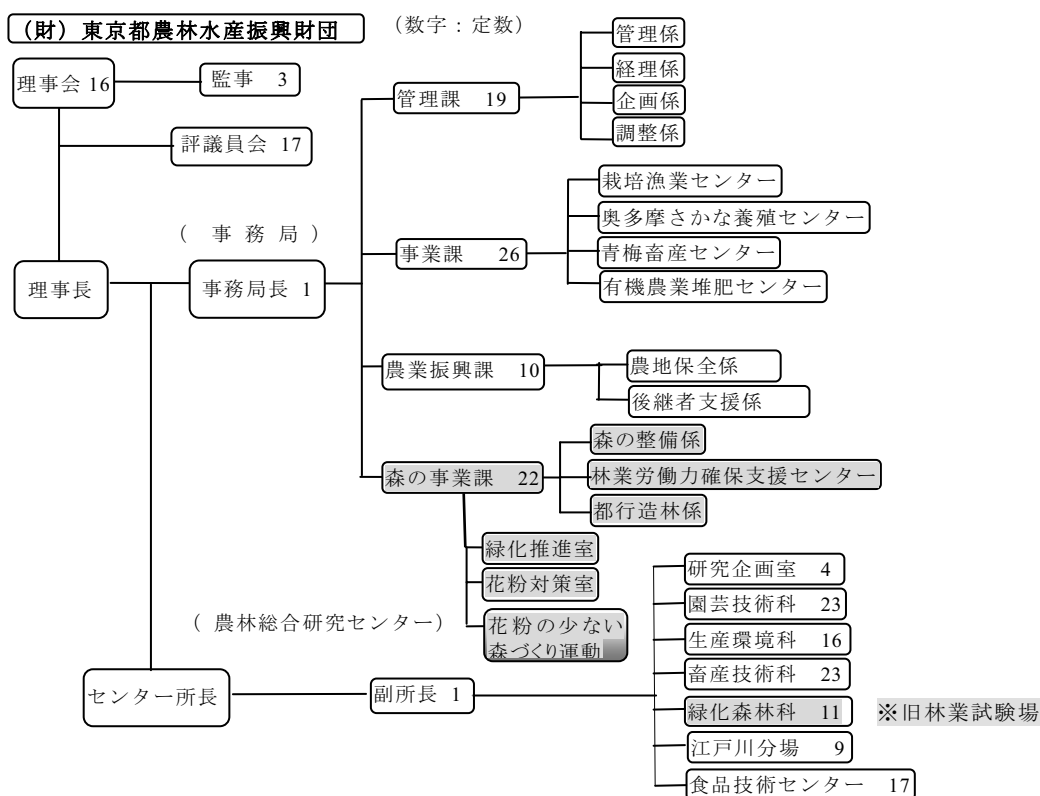 (財) 東京都農林水産振興財団
(数字：定数)
理事会 16
監事 3
評議員会 17
理事長
( 事 務 局 )
事務局長 1
管理課 19
管理係
経理係
企画係
調整係
事業課 26
栽培漁業センター
奥多摩さかな養殖センター
青梅畜産センター
有機農業堆肥センター
農業振興課 10
農地保全係
後継者支援係
森の事業課 22
森の整備係
林業労働力確保支援センター
都行造林係
緑化推進室
花粉対策室
花粉の少ない
森づくり運動
( 農林総合研究センター)
センター所長
副所長 1
研究企画室 4
園芸技術科 23
生産環境科 16
畜産技術科 23
緑化森林科 11
※旧林業試験場
江戸川分場 9
食品技術センター 17